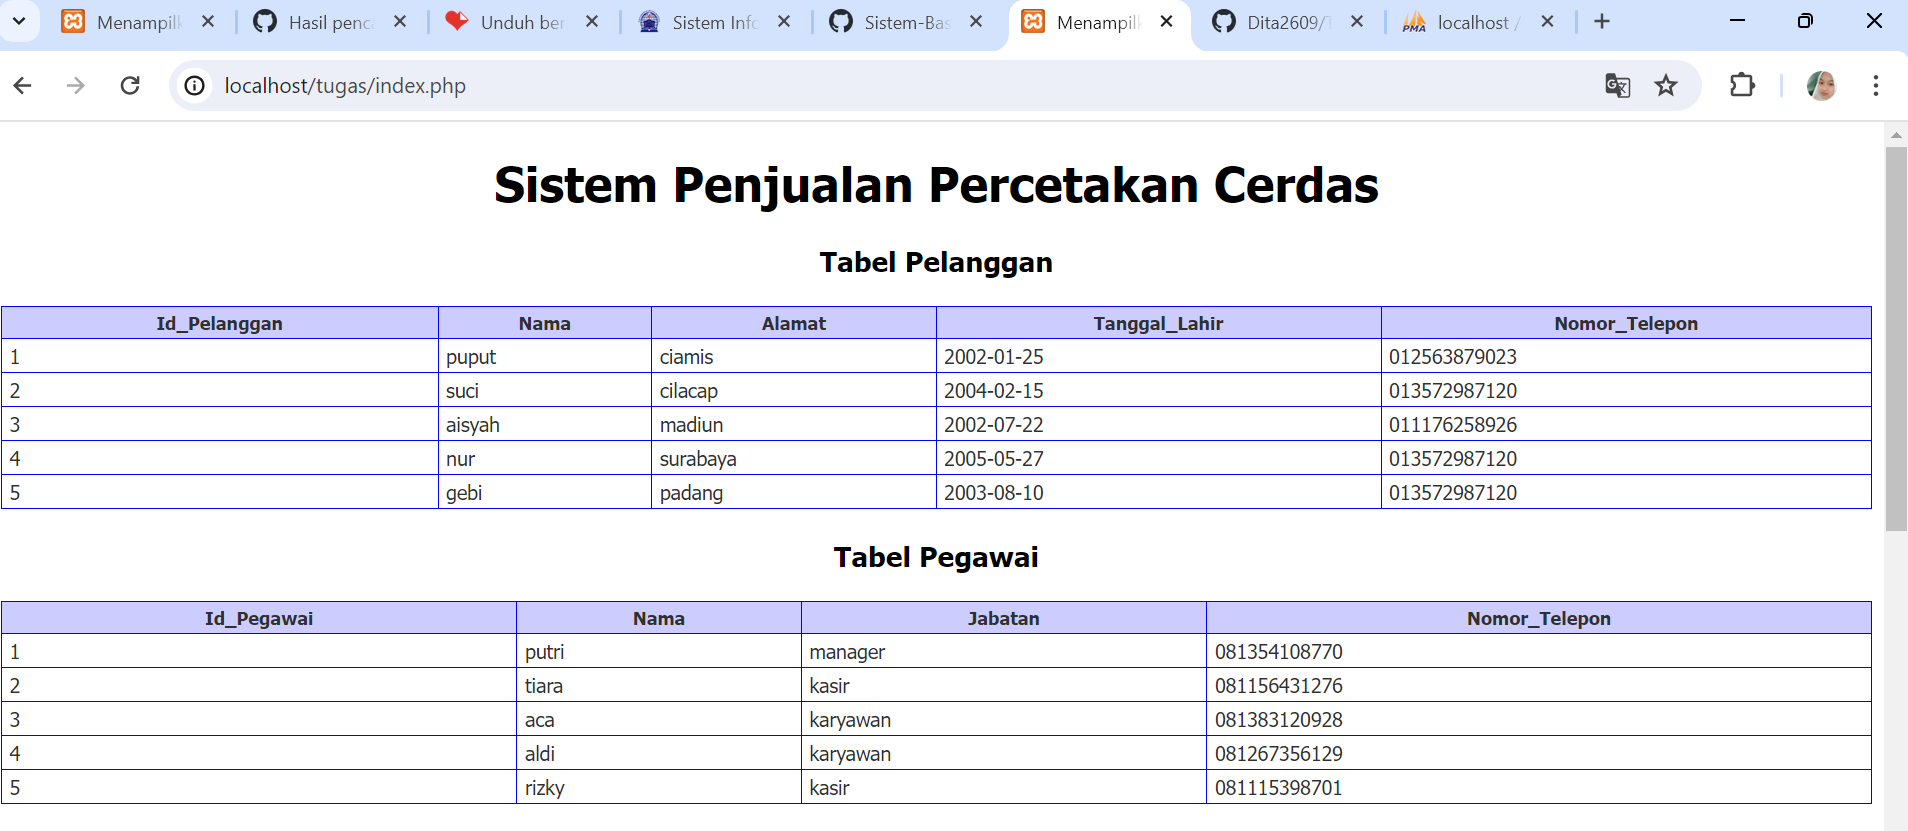 Menampilk Hasil penca Unduh ber Sistem Info Sistem-Bas Menampilk Dita2609/T localhost /
localhost/tugas/index.php
Sistem Penjualan Percetakan Cerdas
Tabel Pelanggan
Id_Pelanggan Nama Alamat Tanggal_Lahir Nomor_Telepon
1 puput ciamis 2002-01-25 012563879023
2 suci cilacap 2004-02-15 013572987120
3 aisyah madiun 2002-07-22 011176258926
4 nur surabaya 2005-05-27 013572987120
5 gebi padang 2003-08-10 013572987120
Tabel Pegawai
Id_Pegawai Nama Jabatan Nomor_Telepon
1 putri manager 081354108770
2 tiara kasir 081156431276
3 aca karyawan 081383120928
4 aldi karyawan 081267356129
5 rizky kasir 081115398701